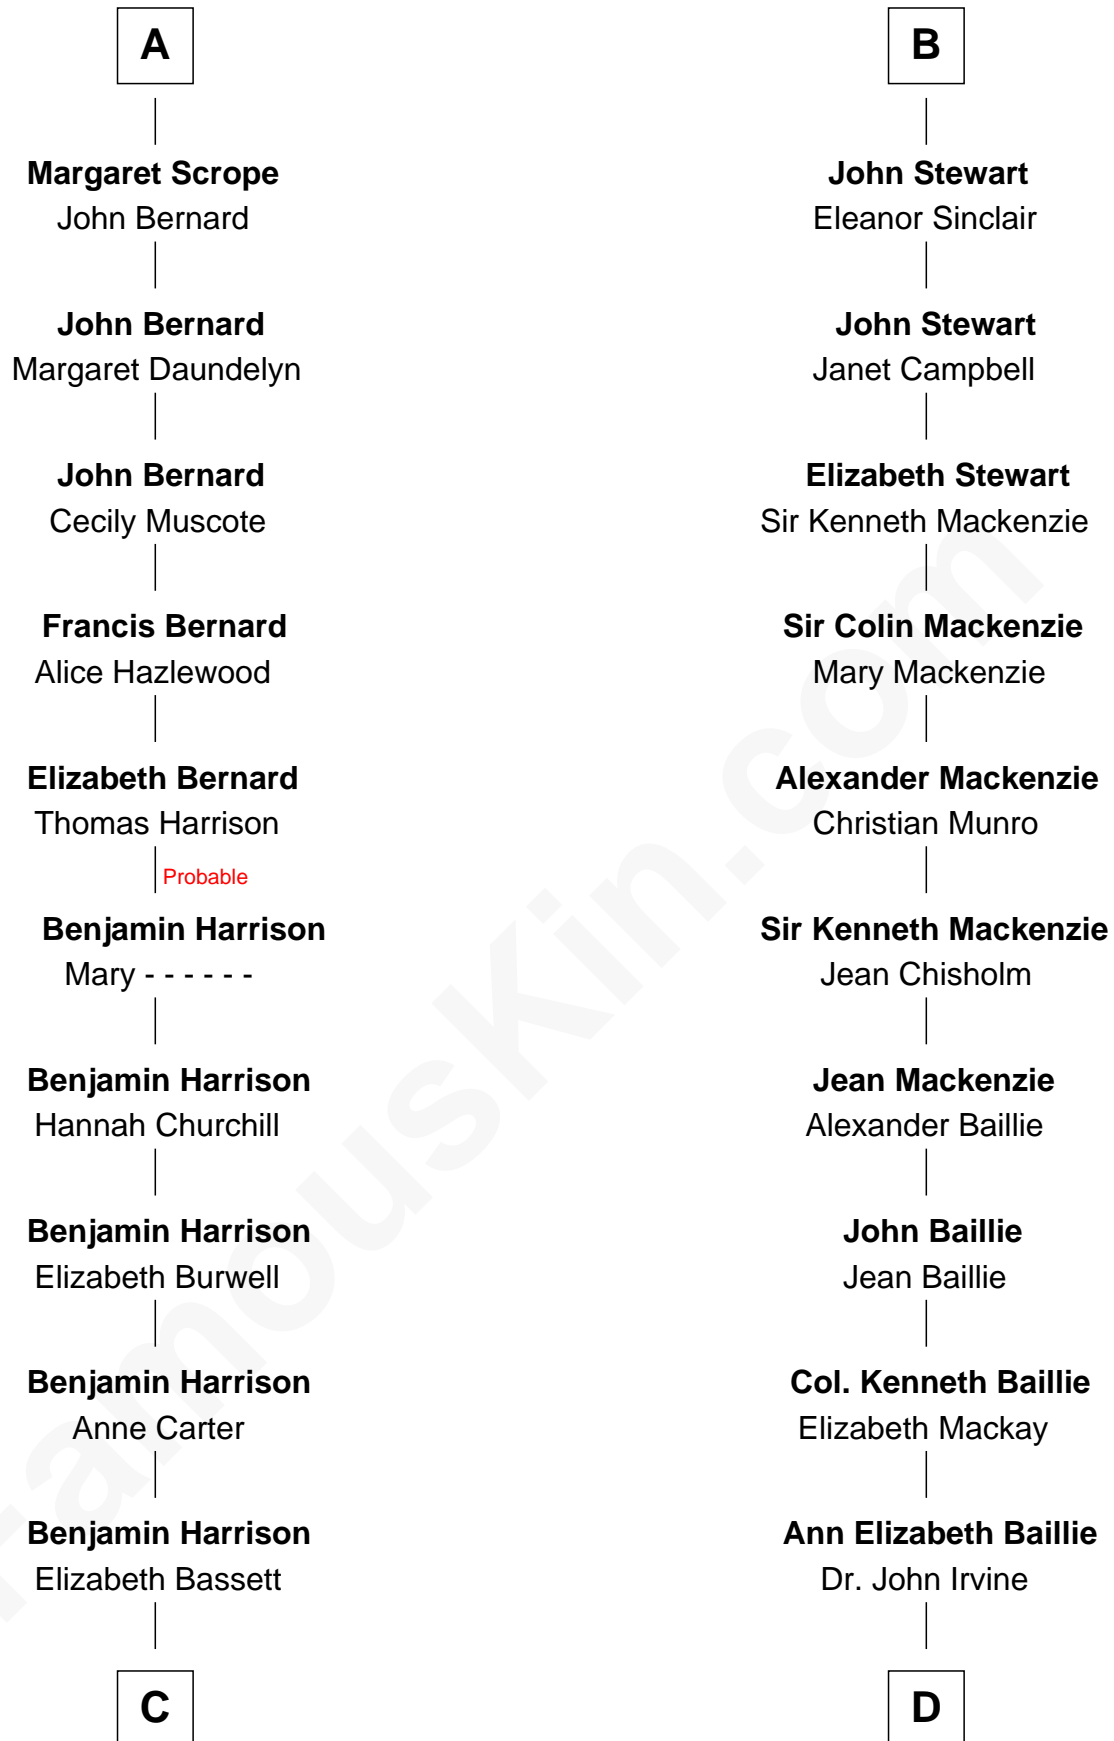 A
Margaret Scrope
John Bernard
John Bernard
Margaret Daundelyn
John Bernard
Cecily Muscote
Francis Bernard
Alice Hazlewood
Elizabeth Bernard
Thomas Harrison
Probable
Benjamin Harrison
Mary - - - - - -
Benjamin Harrison
Hannah Churchill
Benjamin Harrison
Elizabeth Burwell
Benjamin Harrison
Anne Carter
Benjamin Harrison
Elizabeth Bassett
C
B
John Stewart
Eleanor Sinclair
John Stewart
Janet Campbell
Elizabeth Stewart
Sir Kenneth Mackenzie
Sir Colin Mackenzie
Mary Mackenzie
Alexander Mackenzie
Christian Munro
Sir Kenneth Mackenzie
Jean Chisholm
Jean Mackenzie
Alexander Baillie
John Baillie
Jean Baillie
Col. Kenneth Baillie
Elizabeth Mackay
Ann Elizabeth Baillie
Dr. John Irvine
D
FamousKin.com